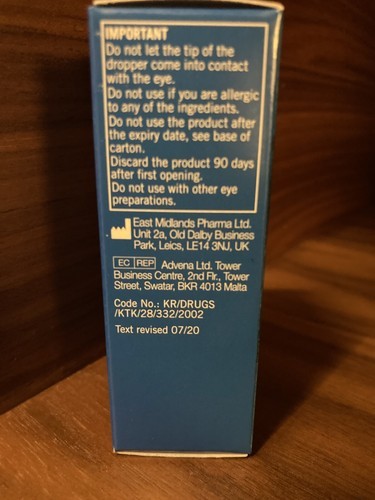 IMPORTANT
Do not let the tip of the
dropper come into contact
with the eye.
Do not use if you are allergic
to any of the ingredients.
Do not use the product after
the expiry date, see base of
carton.
Discard the product 90 days
after first opening.
Do not use with other eye
preparations.
East Midlands Pharma Ltd.
Unit 2a, Old Dalby Business
Park, Leics, LE14 3NJ, UK
EC REP Advena Ltd. Tower
Business Centre, 2nd Flr., Tower
Street, Swatar, BKR 4013 Malta
Code No.: KR/DRUGS
/KTK/28/332/2002
Text revised 07/20